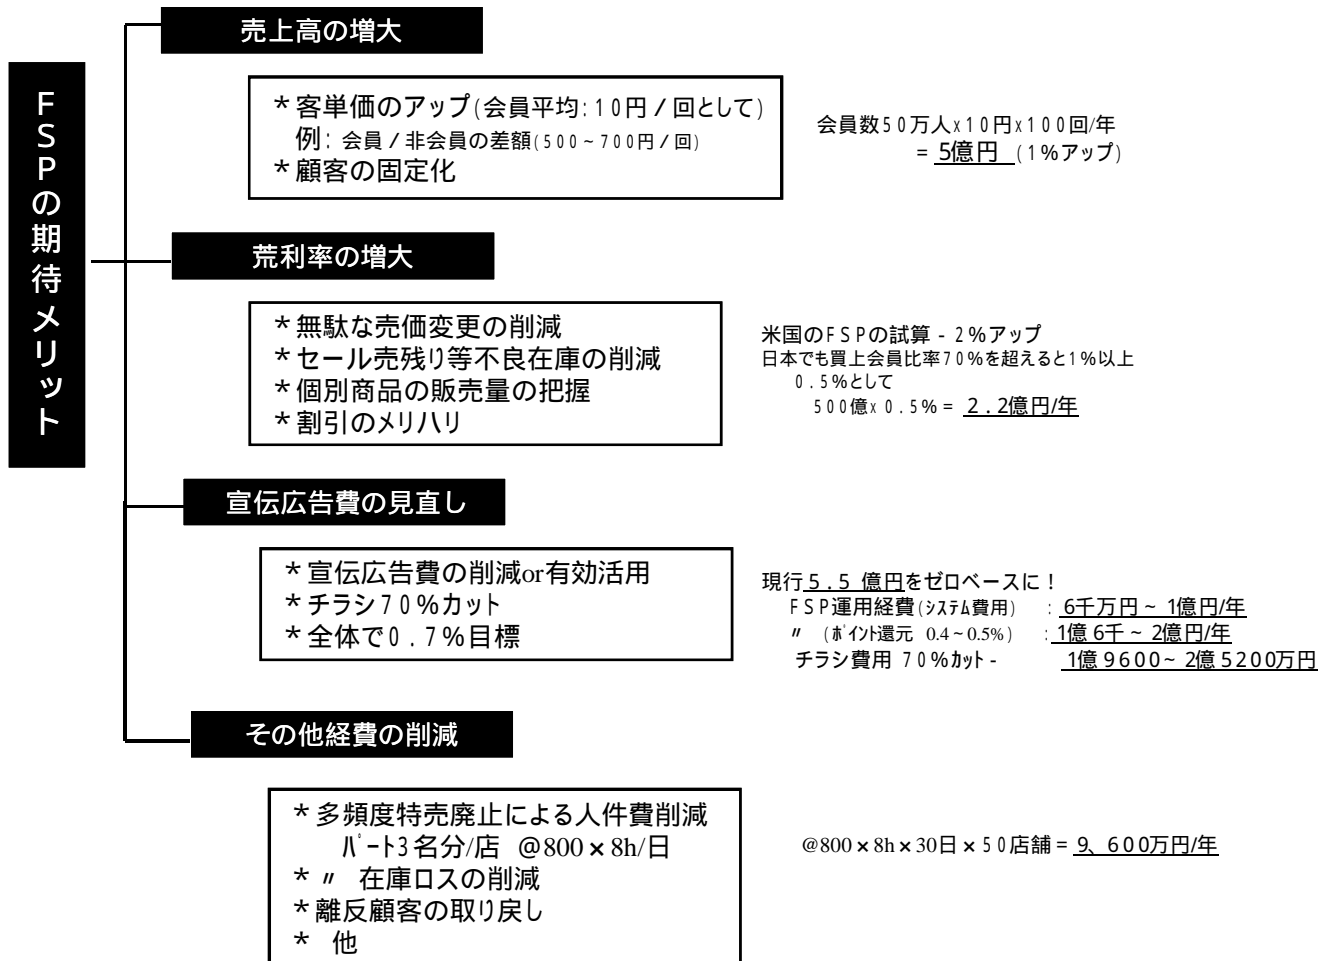 FSPの期待メリット
売上高の増大
*客単価のアップ(会員平均:10円/回として)
例:会員/非会員の差額(500~700円/回)
*顧客の固定化
会員数50万人x10円x100回/年
=5億円(1%アップ)
荒利率の増大
*無駄な売価変更の削減
*セール売残り等不良在庫の削減
*個別商品の販売量の把握
*割引のメリハリ
米国のFSPの試算-2%アップ
日本でも買上会員比率70%を超えると1%以上
0.5%として
500億x0.5%=2.2億円/年
宣伝広告費の見直し
*宣伝広告費の削減or有効活用
*チラシ70%カット
*全体で0.7%目標
現行5.5億円をゼロベースに!
FSP運用経費(システム費用):6千万円~1億円/年
〃(ポイント還元 0.4~0.5%):1億6千~2億円/年
チラシ費用 70%カット- 1億9600~2億5200万円
その他経費の削減
*多頻度特売廃止による人件費削減
パート3名分/店 @800×8h/日
*〃 在庫ロスの削減
*離反顧客の取り戻し
* 他
@800×8h×30日×50店舗=9、600万円/年